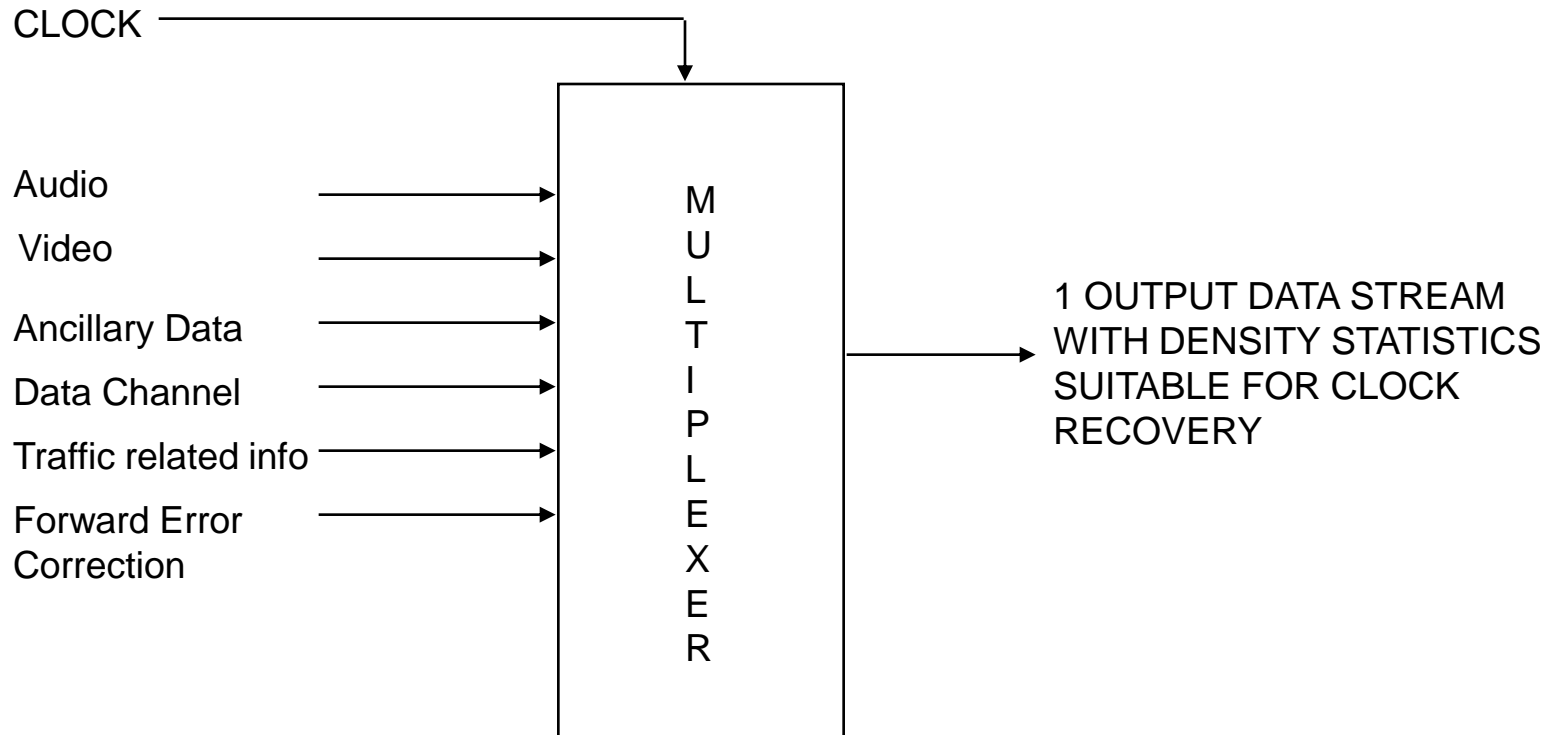 CLOCK
Audio
Video
Ancillary Data
Data Channel
Traffic related info
Forward Error
Correction
MULTIPLEXER
1 OUTPUT DATA STREAM
WITH DENSITY STATISTICS
SUITABLE FOR CLOCK
RECOVERY